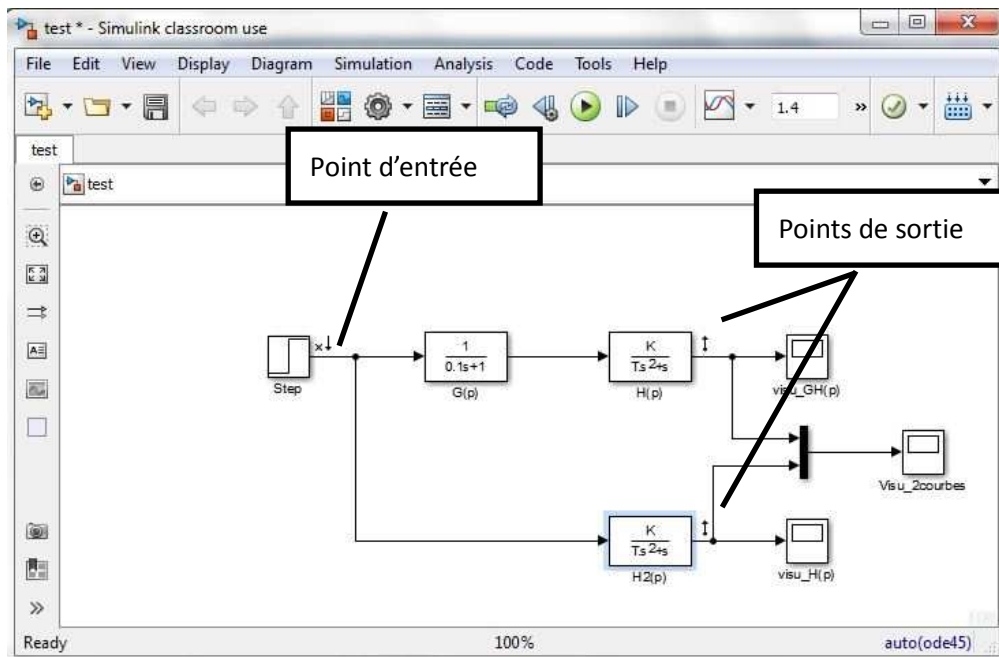 test * - Simulink classroom use
File Edit View Display Diagram Simulation Analysis Code Tools Help
1.4
test
test
Point d’entrée
Points de sortie
Step
1
0.1s+1
G(p)
K
T.s 2+s
H(p)
visu_GH(p)
Visu_2courbes
K
T.s 2+s
H2(p)
visu_H(p)
Ready 100% auto(ode45)